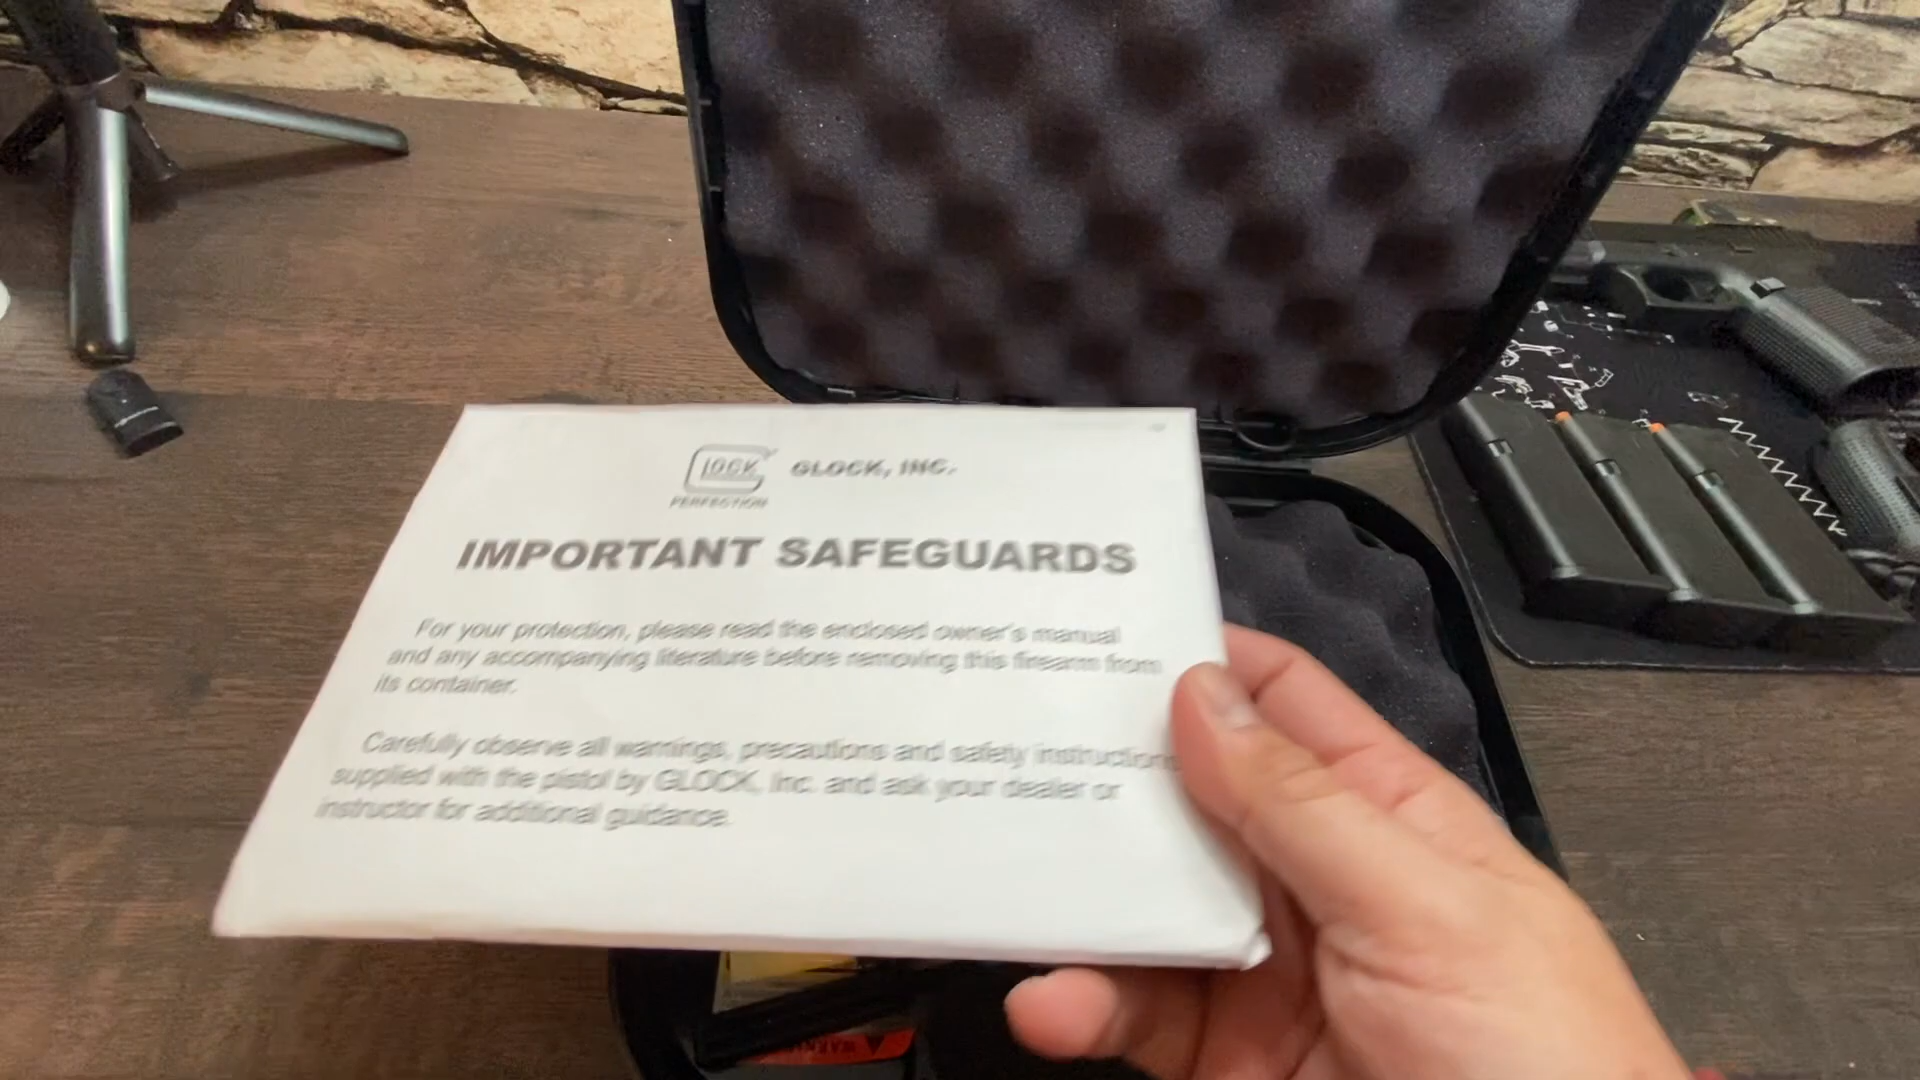 GLOCK GLOCK, INC.
PERFECTION
IMPORTANT SAFEGUARDS
For your protection, please read the enclosed owner's manual
and any accompanying literature before removing this firearm from
its container.
Carefully observe all warnings, precautions and safety instructions
supplied with the pistol by GLOCK, Inc. and ask your dealer or
instructor for additional guidance.
WARNING